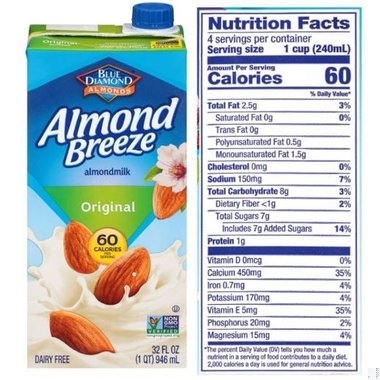 BLUE
DIAMOND
ALMONDS
Almond
Breeze
almondmilk
Original
60
CALORIES
PER
SERVING
NON
GMO
Project
VERIFIED
DAIRY FREE
32 FL OZ
(1 QT) 946 mL
Nutrition Facts
4 servings per container
Serving size 1 cup (240mL)
Amount Per Serving
Calories 60
% Daily Value*
Total Fat 2.5g 3%
Saturated Fat 0g 0%
Trans Fat 0g
Polyunsaturated Fat 0.5g
Monounsaturated Fat 1.5g
Cholesterol 0mg 0%
Sodium 150mg 7%
Total Carbohydrate 8g 3%
Dietary Fiber <1g 2%
Total Sugars 7g
Includes 7g Added Sugars 14%
Protein 1g
Vitamin D 0mcg 0%
Calcium 450mg 35%
Iron 0.7mg 4%
Potassium 170mg 4%
Vitamin E 5mg 35%
Phosphorus 20mg 2%
Magnesium 15mg 4%
*The percent Daily Value (DV) tells you how much a
nutrient in a serving of food contributes to a daily diet.
2,000 calories a day is used for general nutrition advice.